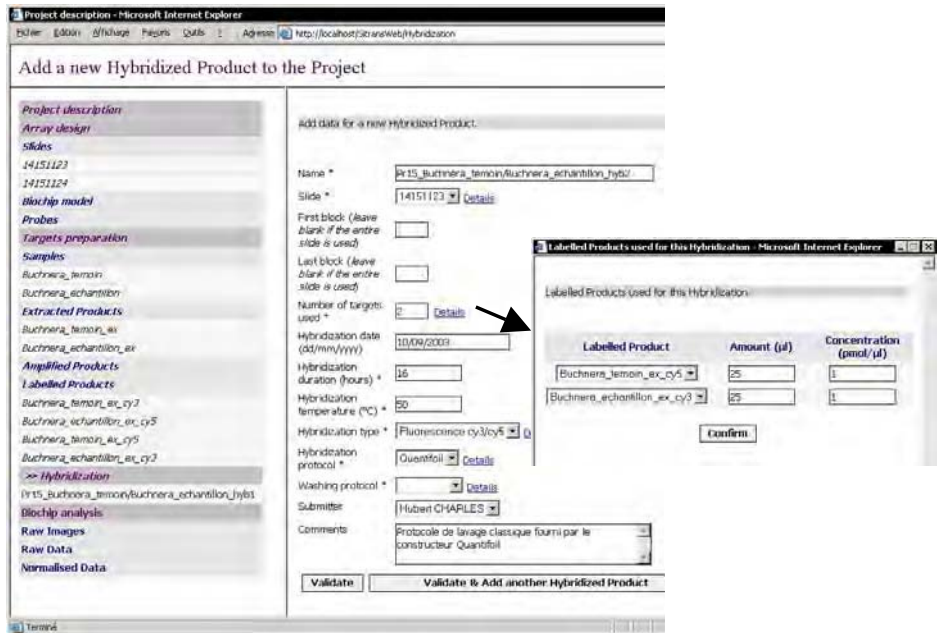 Project description - Microsoft Internet Explorer
Fichier Edition Affichage Favoris Outils ? Adresse http://localhost/SitransWeb/Hybridization
Add a new Hybridized Product to the Project
Project description
Array design
Slides
14151123
14151124
Biochip model
Probes
Targets preparation
Samples
Buchnera_temoin
Buchnera_echantillon
Extracted Products
Buchnera_temoin_ex
Buchnera_echantillon_ex
Amplified Products
Labelled Products
Buchnera_temoin_ex_cy3
Buchnera_echantillon_ex_cy5
Buchnera_temoin_ex_cy5
Buchnera_echantillon_ex_cy3
>> Hybridization
Pr15_Buchnera_temoin/Buchnera_echantillon_hyb1
Biochip analysis
Raw Images
Raw Data
Normalised Data
Add data for a new Hybridized Product.
Name * Pr15_Buchnera_temoin/Buchnera_echantillon_hyb2
Slide * 14151123 Details
First block (leave
blank if the entire
slide is used)
Last block (leave
blank if the entire
slide is used)
Number of targets
used * 2 Details
Hybridization date
(dd/mm/yyyy) 10/09/2003
Hybridization
duration (hours) * 16
Hybridization
temperature (°C) * 50
Hybridization type * Fluorescence cy3/cy5 D
Hybridization
protocol * Quantifoil Details
Washing protocol * Details
Submitter Hubert CHARLES
Comments Protocole de lavage classique fourni par le
constructeur Quantifoil
Validate Validate & Add another Hybridized Product
Labelled Products used for this Hybridization - Microsoft Internet Explorer
Labelled Products used for this Hybridization
Labelled Product Amount (µl) Concentration
(pmol/µl)
Buchnera_temoin_ex_cy5 25 1
Buchnera_echantillon_ex_cy3 25 1
Confirm
Terminé